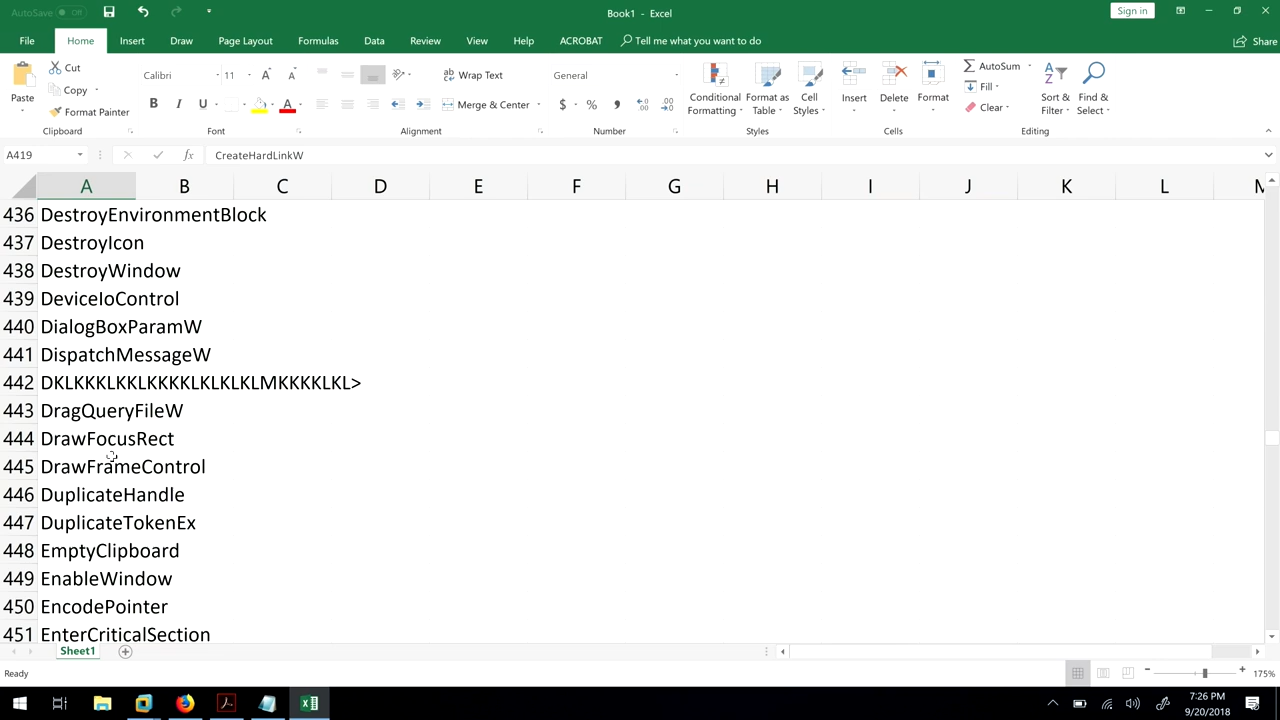 AutoSave Off
Book1 - Excel
Sign in
File Home Insert Draw Page Layout Formulas Data Review View Help ACROBAT Tell me what you want to do
Share
Paste
Cut
Copy
Format Painter
Clipboard
Calibri 11
B I U
Font
Wrap Text
Merge & Center
Alignment
General
$ % ,
Number
Conditional Formatting
Format as Table
Cell Styles
Styles
Insert Delete Format
Cells
AutoSum
Fill
Clear
Sort & Filter
Find & Select
Editing
A419 fx CreateHardLinkW
A B C D E F G H I J K L M
436 DestroyEnvironmentBlock
437 DestroyIcon
438 DestroyWindow
439 DeviceIoControl
440 DialogBoxParamW
441 DispatchMessageW
442 DKLKKKLKKLKKKKLKLKLKLMKKKKLKL>
443 DragQueryFileW
444 DrawFocusRect
445 DrawFrameControl
446 DuplicateHandle
447 DuplicateTokenEx
448 EmptyClipboard
449 EnableWindow
450 EncodePointer
451 EnterCriticalSection
Sheet1
Ready
175%
7:26 PM
9/20/2018